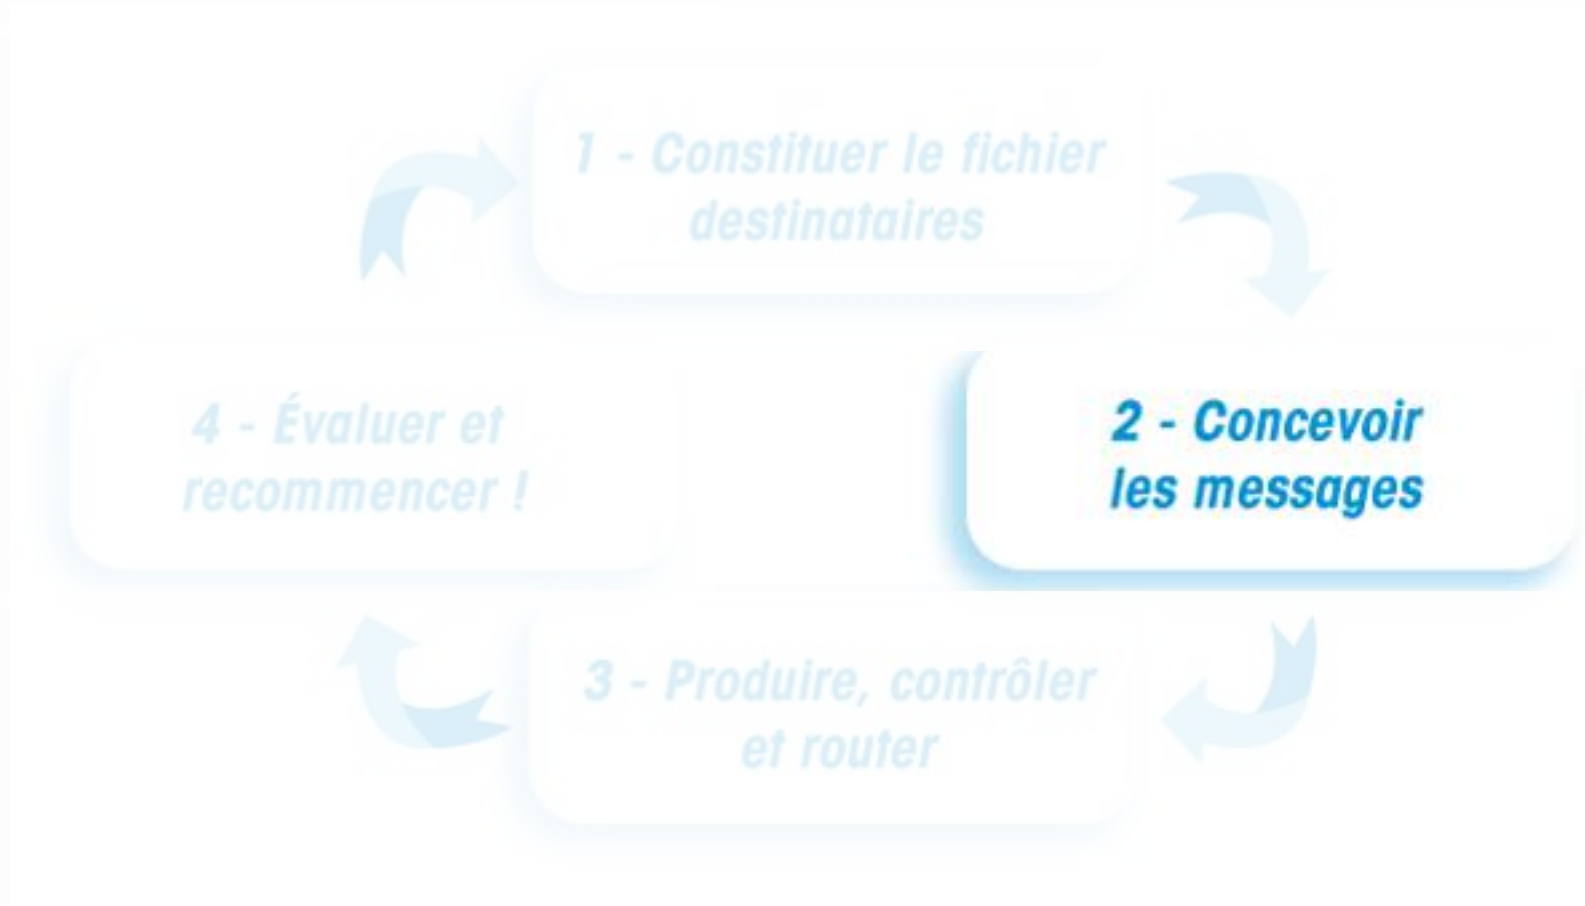 1 - Constituer le fichier
destinataires
2 - Concevoir
les messages
3 - Produire, contrôler
et router
4 - Évaluer et
recommencer !